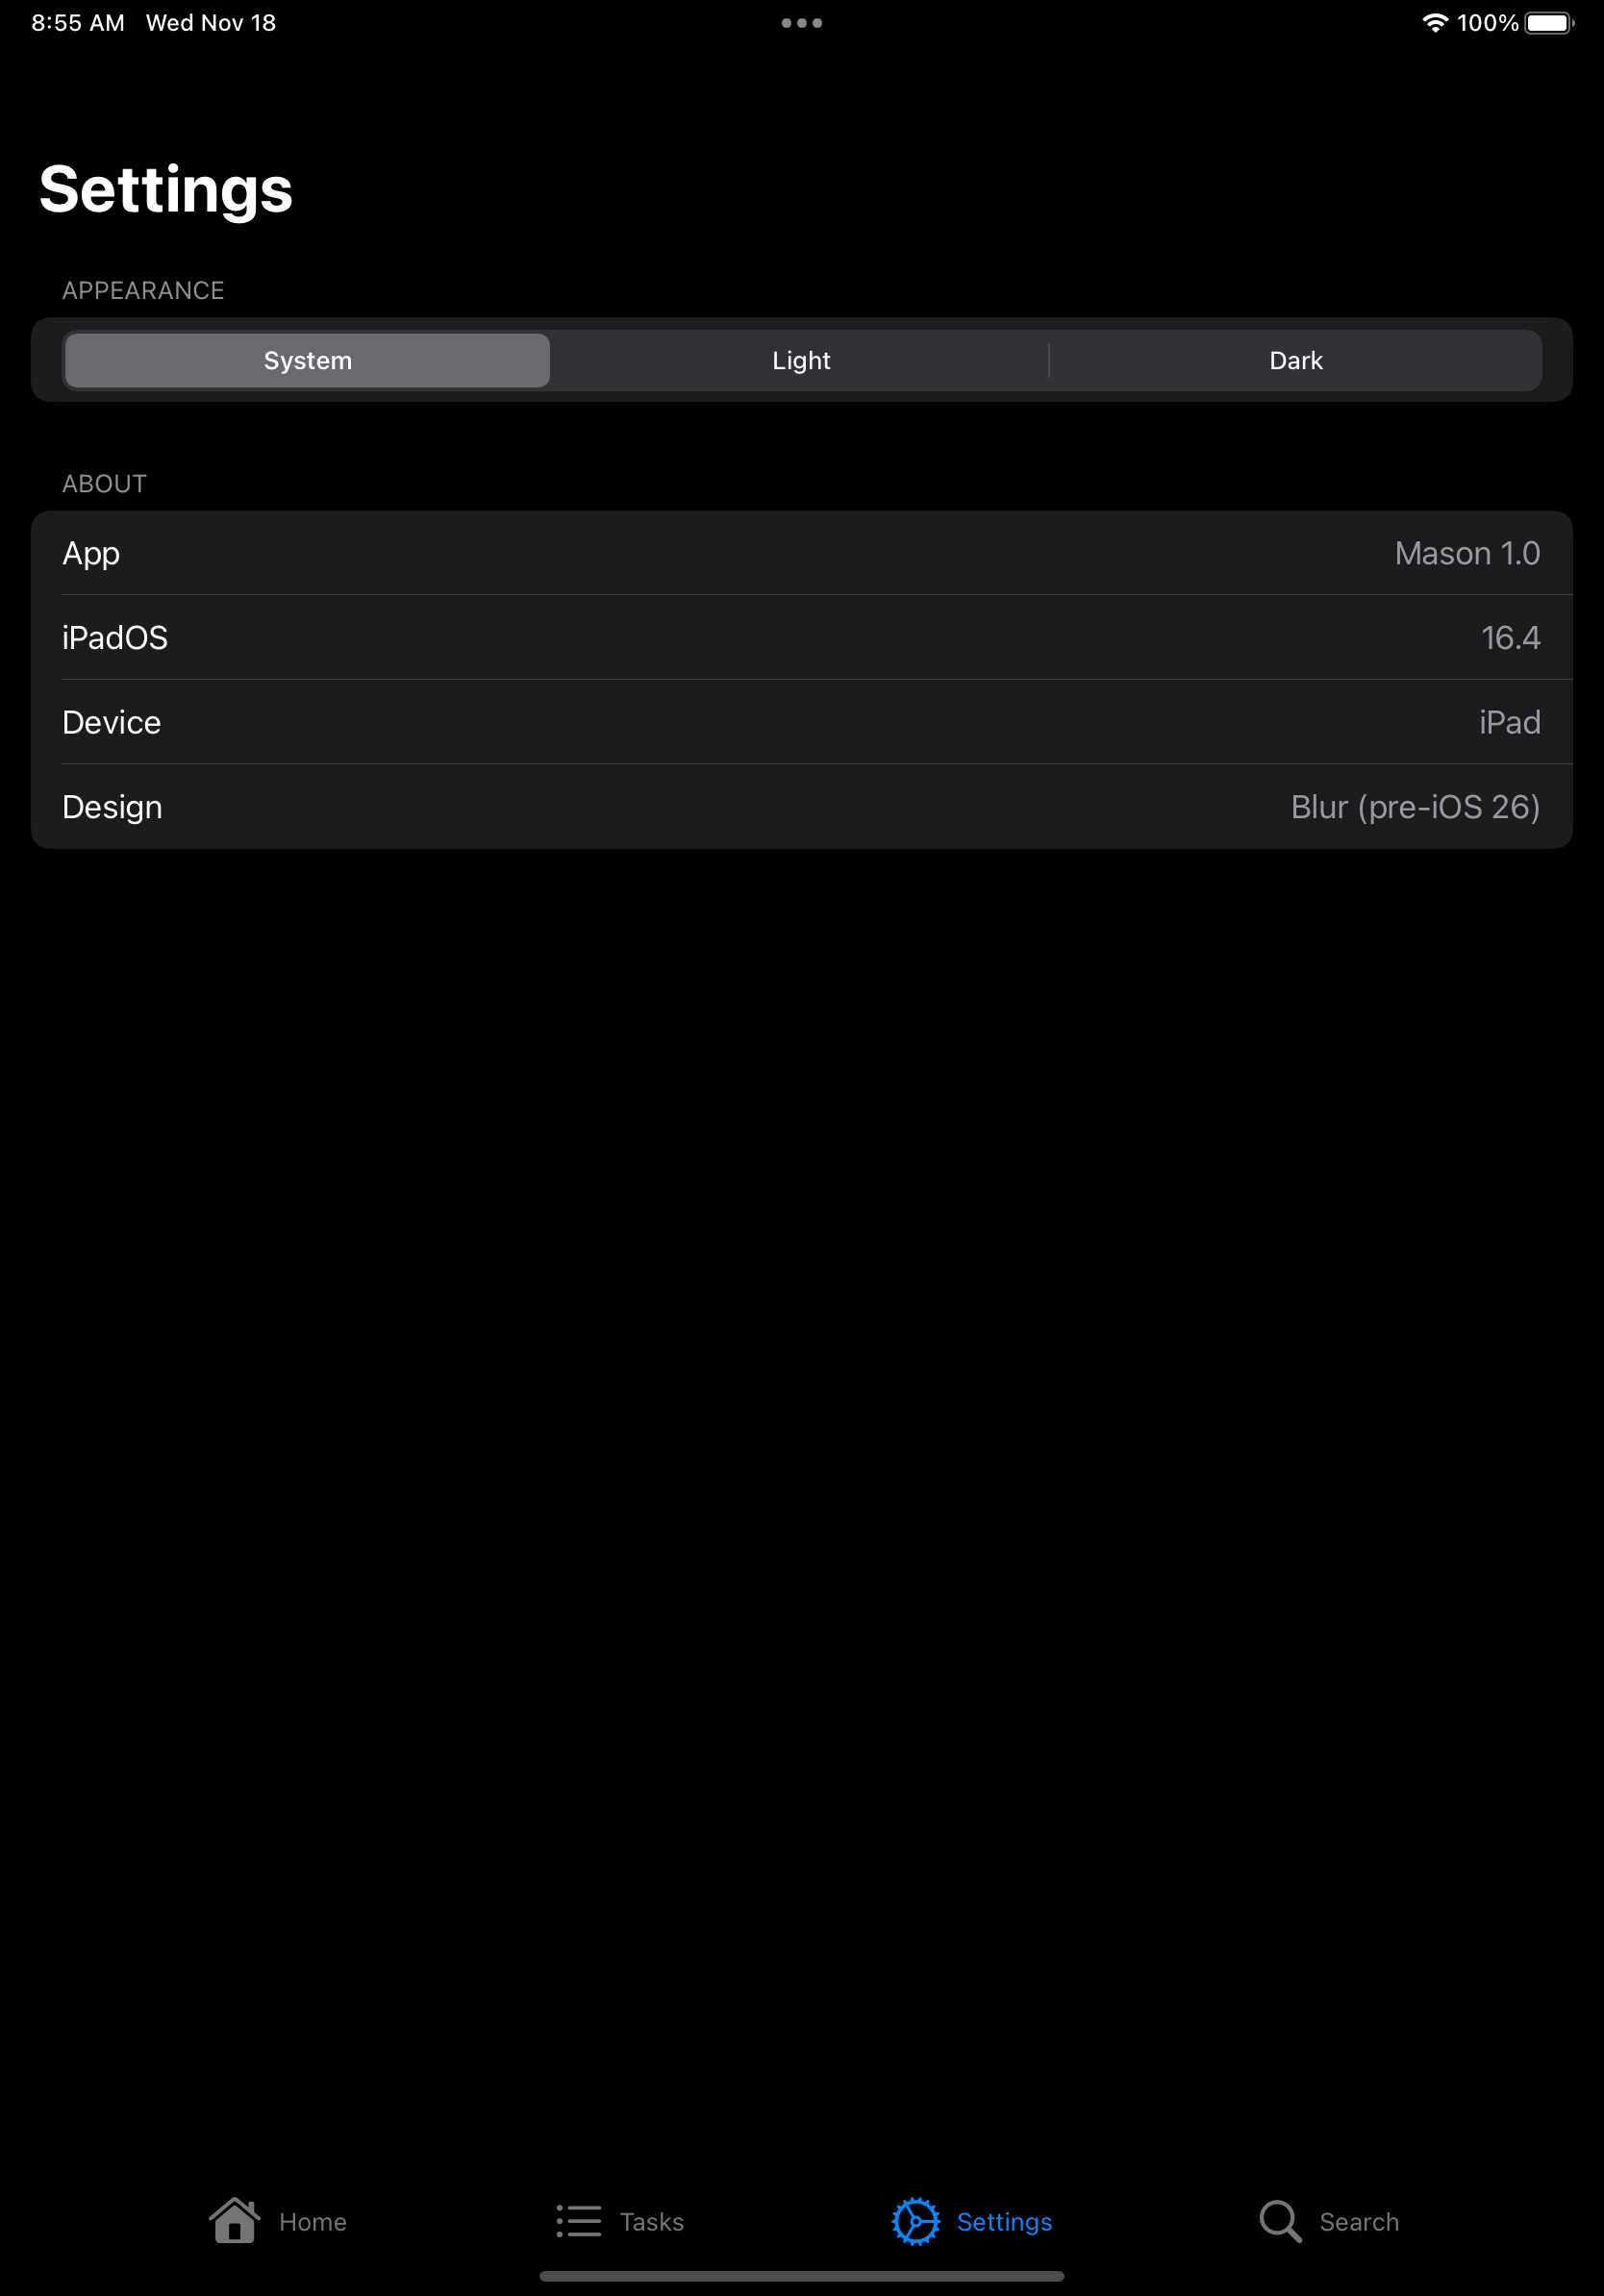 8:55 AM Wed Nov 18 100%
Settings
APPEARANCE
System Light Dark
ABOUT
App Mason 1.0
iPadOS 16.4
Device iPad
Design Blur (pre-iOS 26)
Home Tasks Settings Search